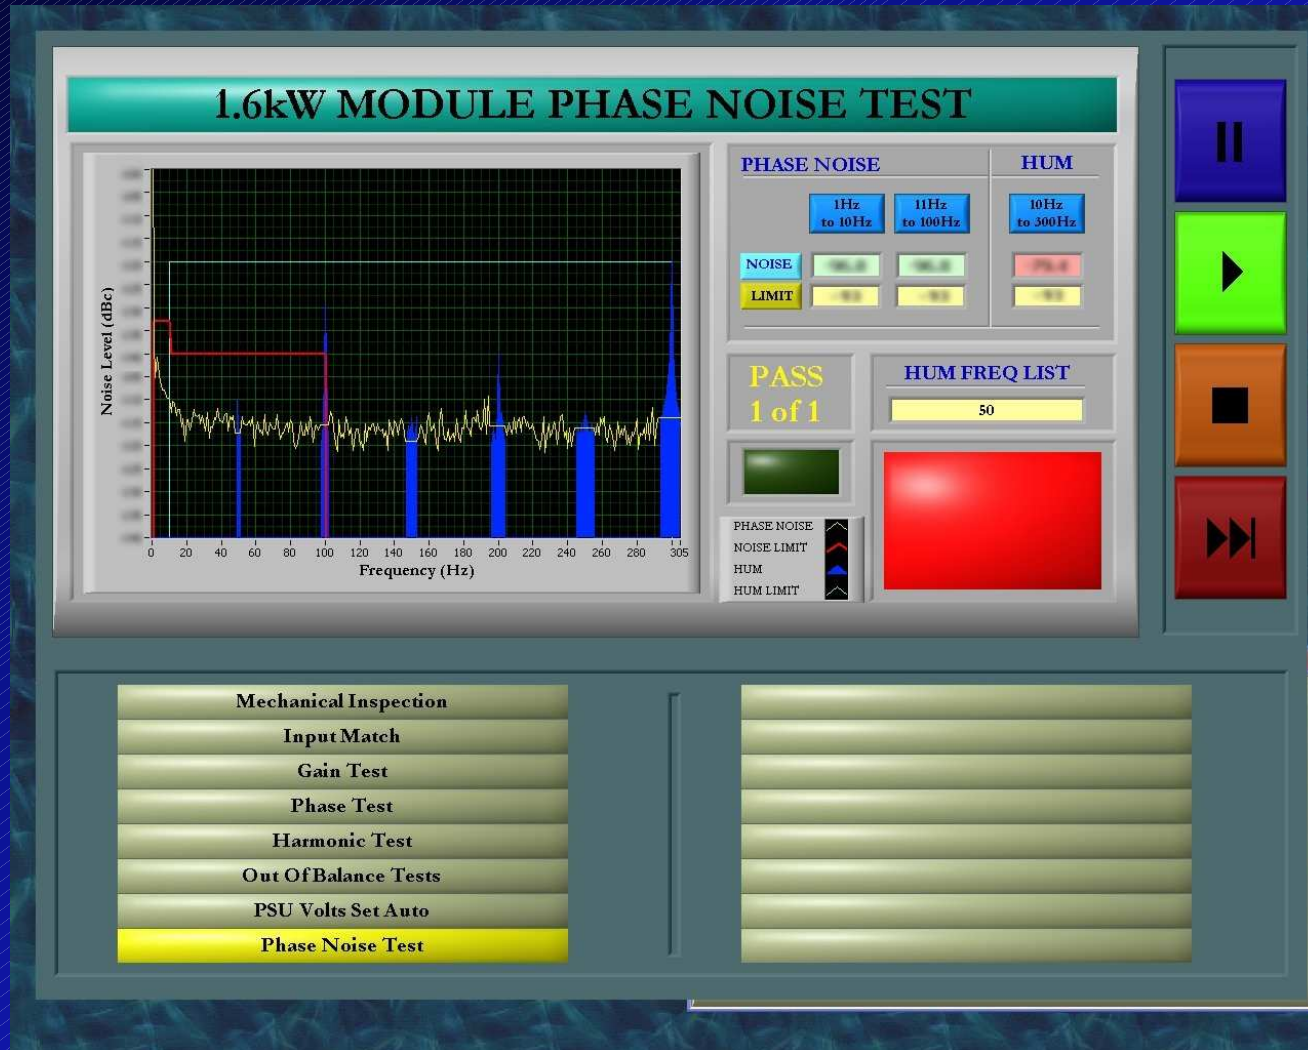 1.6kW MODULE PHASE NOISE TEST
Noise Level (dBc)
0 20 40 60 80 100 120 140 160 180 200 220 240 260 280 305
Frequency (Hz)
PHASE NOISE HUM
1Hz to 10Hz
11Hz to 100Hz
10Hz to 300Hz
NOISE
LIMIT
PASS
1 of 1
HUM FREQ LIST
50
PHASE NOISE
NOISE LIMIT
HUM
HUM LIMIT
Mechanical Inspection
Input Match
Gain Test
Phase Test
Harmonic Test
Out Of Balance Tests
PSU Volts Set Auto
Phase Noise Test